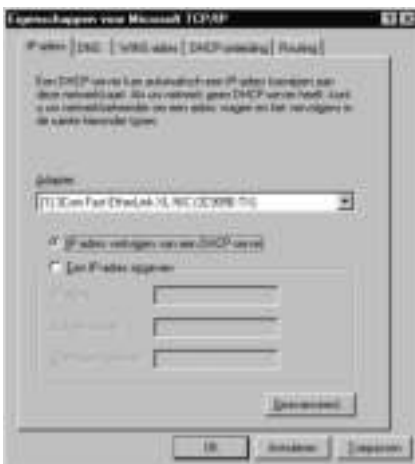 Eigenschappen voor Microsoft TCP/IP
IP-adres DNS WINS-adres DHCP-omleiding Routing
Een DHCP-server kan automatisch een IP-adres toewijzen aan
deze netwerkkaart. Als uw netwerk geen DHCP-server heeft, kunt
u uw netwerkbeheerder om een adres vragen en het vervolgens in
de ruimte hieronder typen.
Adapter:
[1] 3Com Fast EtherLink XL NIC (3C905B-TX)
IP-adres verkrijgen van een DHCP-server
Een IP-adres opgeven
Geavanceerd...
OK Annuleren Toepassen